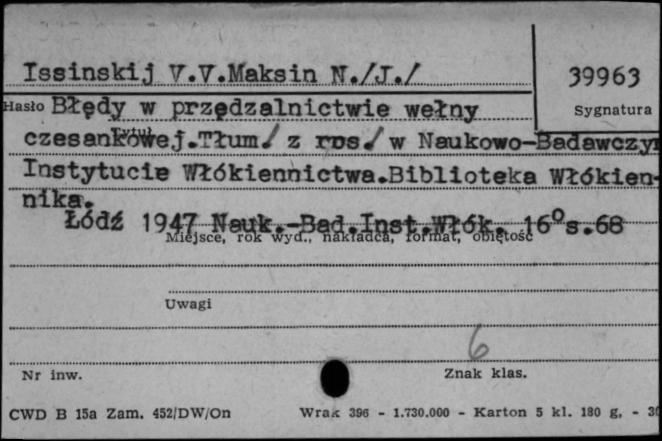 Issinskij V.V.Maksin N./J./
39963
Hasło Błędy w przędzalnictwie wełny
Sygnatura
czesankowej.Tłum/ z ros/ w Naukowo-Badawczym
Tytuł
Instytucie Włókiennictwa.Biblioteka Włókien-
nika.
Łódź 1947 Nauk.-Bad.Inst.Włók. 16° s.68
Miejsce, rok wyd., nakładca, format, objętość
Uwagi
6
Nr inw.
Znak klas.
CWD B 15a Zam. 452/DW/On
Wrak 396 - 1.730.000 - Karton 5 kl. 180 g, - 30